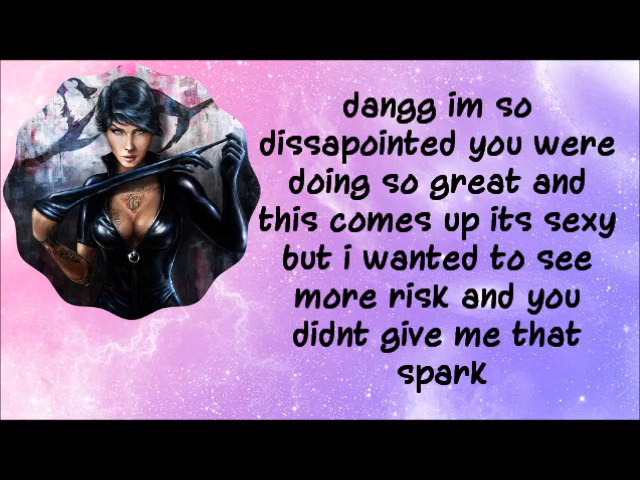 dangg im so
dissapointed you were
doing so great and
this comes up its sexy
but i wanted to see
more risk and you
didnt give me that
spark